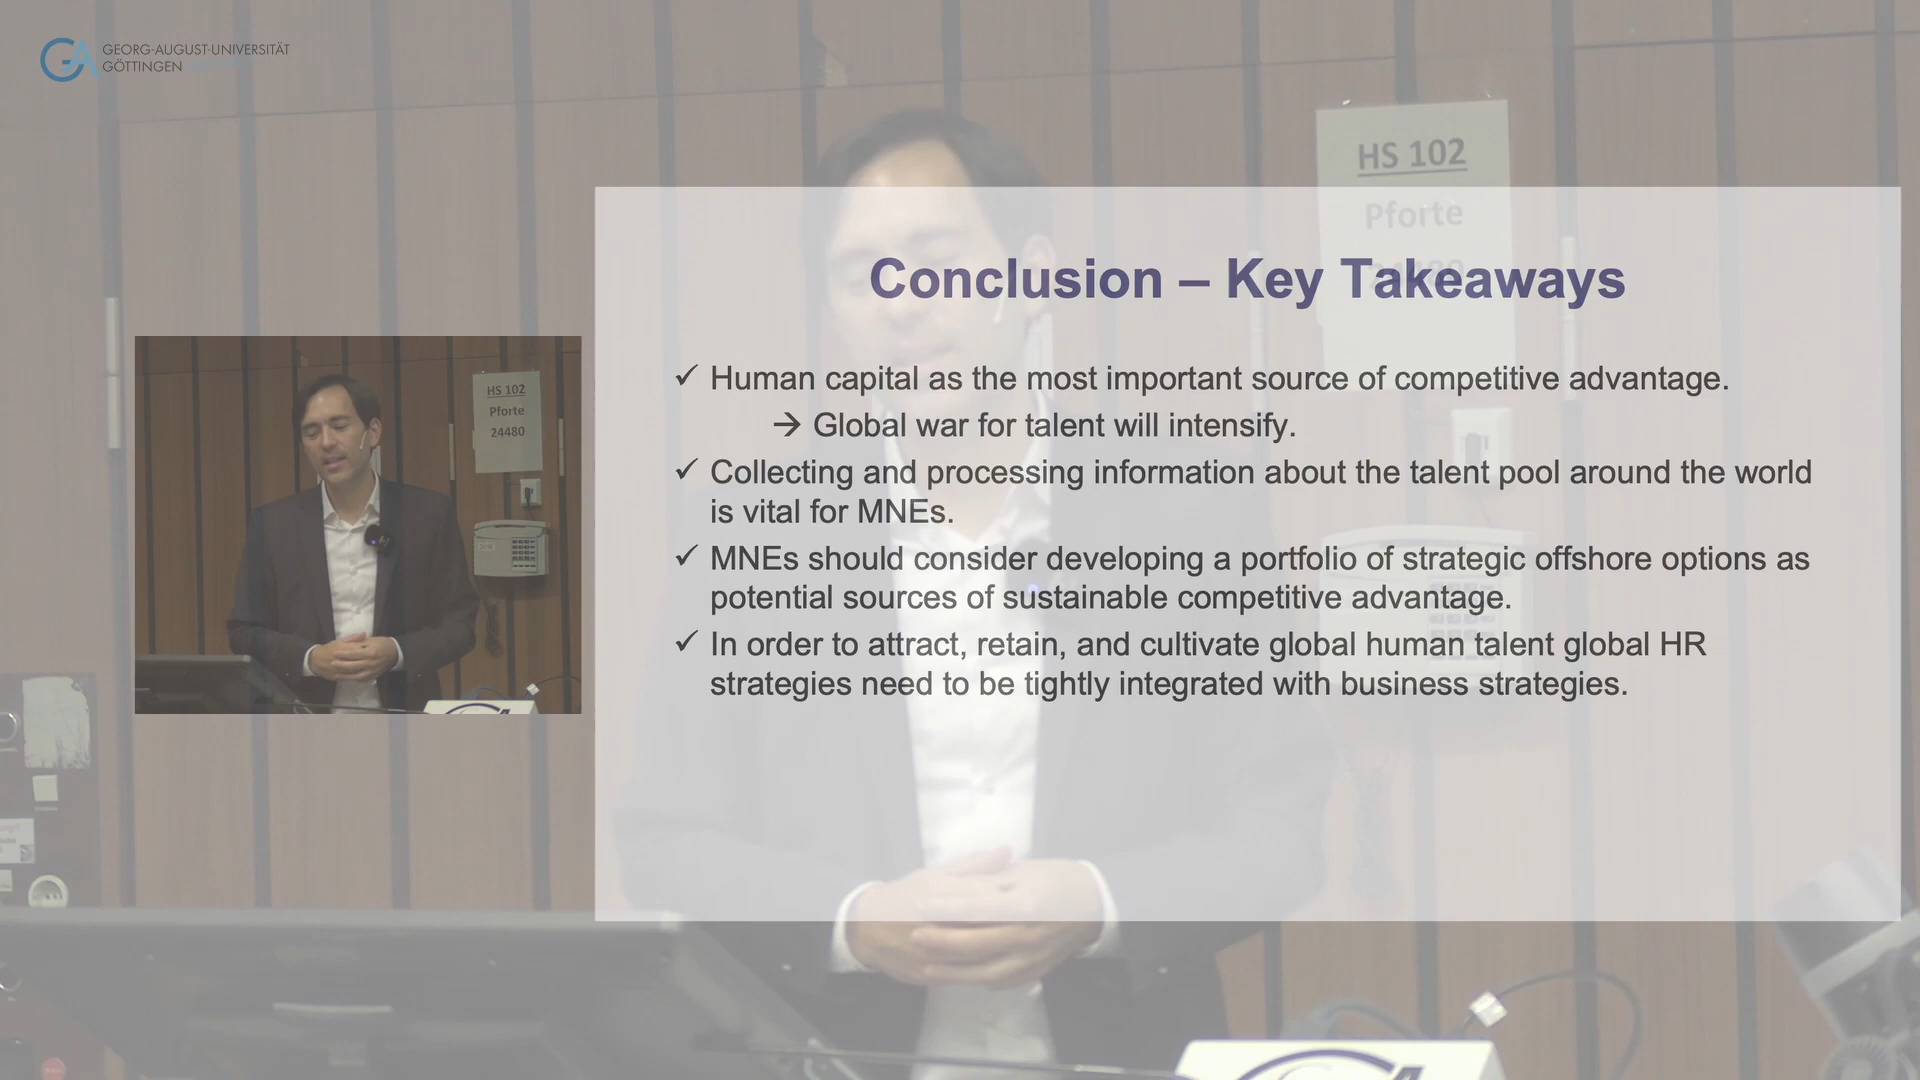 GEORG-AUGUST-UNIVERSITÄT
GÖTTINGEN
HS 102
Pforte
Conclusion – Key Takeaways
✓ Human capital as the most important source of competitive advantage.
→ Global war for talent will intensify.
✓ Collecting and processing information about the talent pool around the world
is vital for MNEs.
✓ MNEs should consider developing a portfolio of strategic offshore options as
potential sources of sustainable competitive advantage.
✓ In order to attract, retain, and cultivate global human talent global HR
strategies need to be tightly integrated with business strategies.
HS 102
Pforte
24480